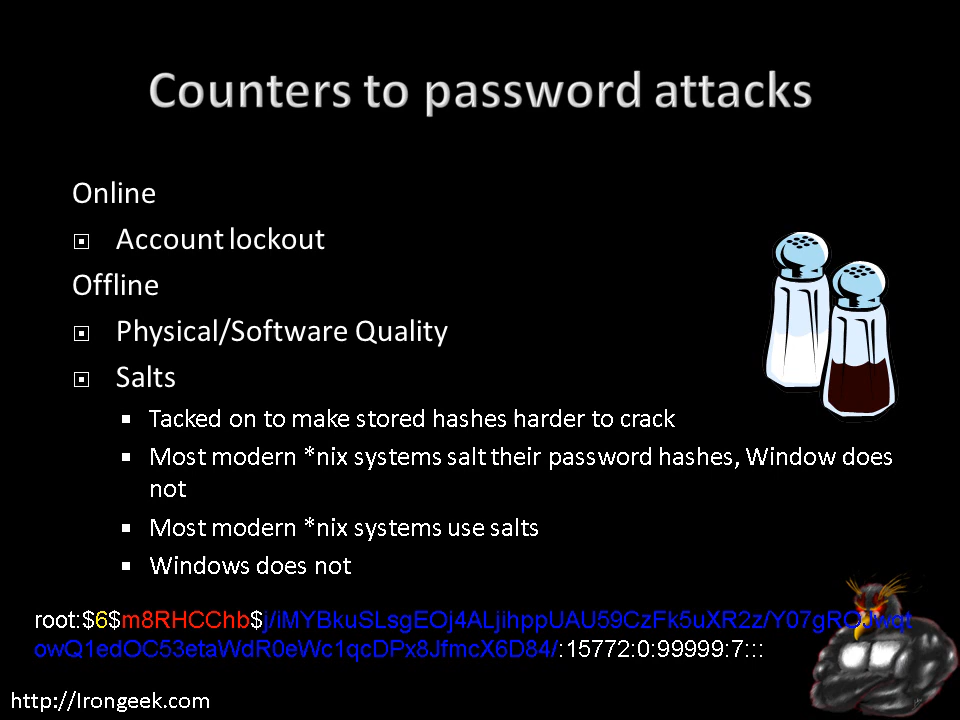 Counters to password attacks
Online
Account lockout
Offline
Physical/Software Quality
Salts
Tacked on to make stored hashes harder to crack
Most modern *nix systems salt their password hashes, Window does
not
Most modern *nix systems use salts
Windows does not
root:$6$m8RHCChb$j/iMYBkuSLsgEOj4ALjihppUAU59CzFk5uXR2z/Y07gROJwqt
owQ1edOC53etaWdR0eWc1qcDPx8JfmcX6D84/:15772:0:99999:7:::
http://Irongeek.com